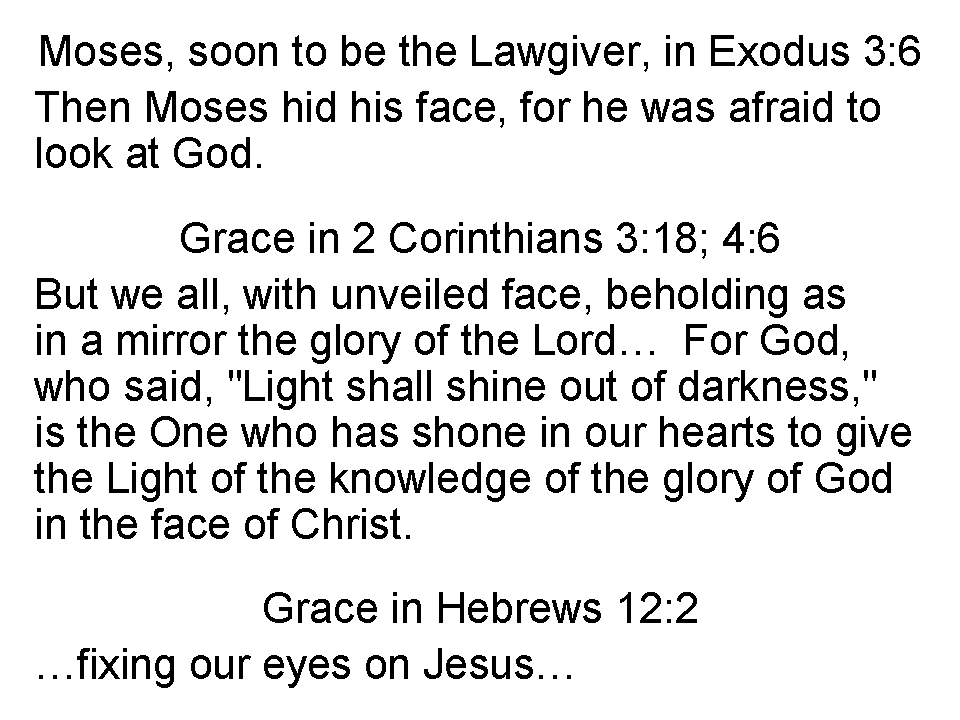 Moses, soon to be the Lawgiver, in Exodus 3:6
Then Moses hid his face, for he was afraid to
look at God.
Grace in 2 Corinthians 3:18; 4:6
But we all, with unveiled face, beholding as
in a mirror the glory of the Lord…  For God,
who said, "Light shall shine out of darkness,"
is the One who has shone in our hearts to give
the Light of the knowledge of the glory of God
in the face of Christ.
Grace in Hebrews 12:2
…fixing our eyes on Jesus…